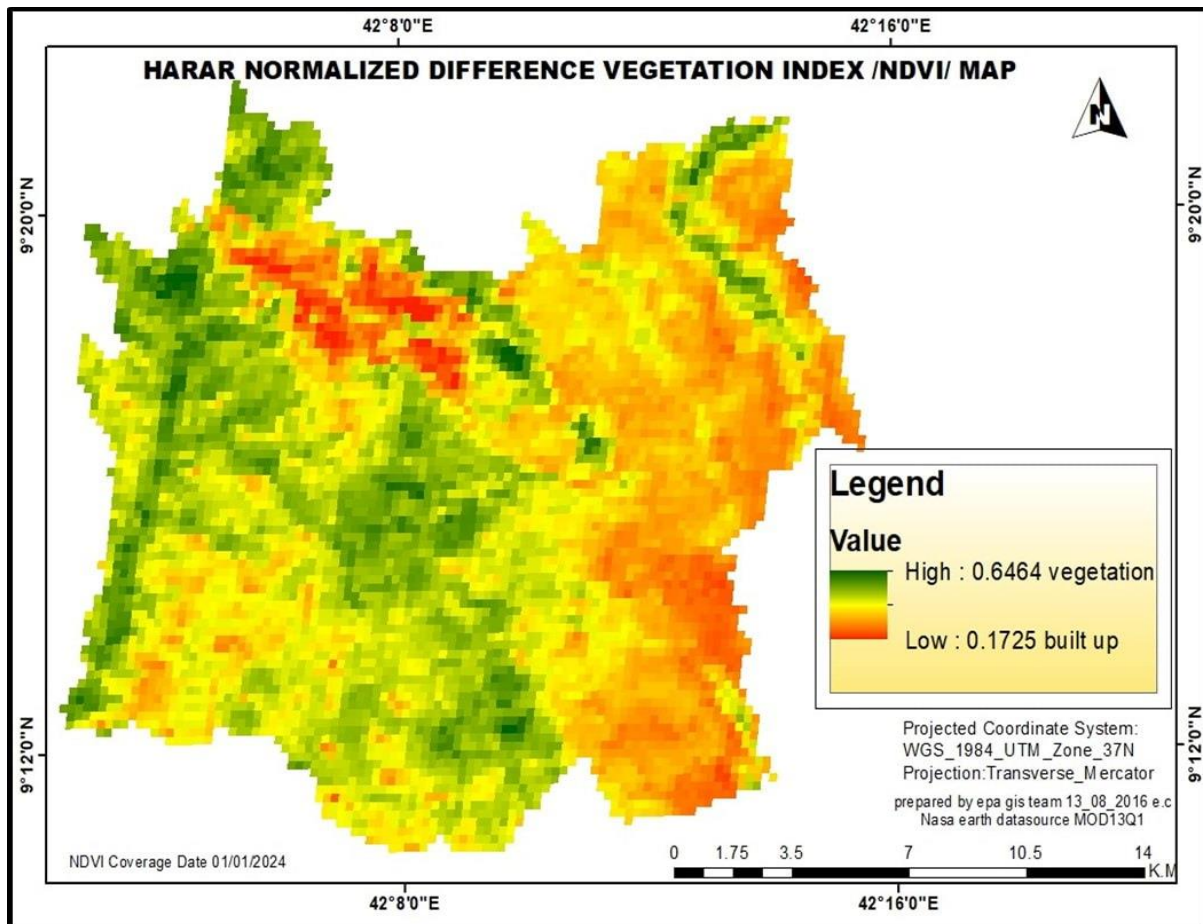 42°8'0"E
42°16'0"E
HARAR NORMALIZED DIFFERENCE VEGETATION INDEX /NDVI/ MAP
N
9°20'0"N
9°20'0"N
Legend
Value
High : 0.6464 vegetation
Low : 0.1725 built up
9°12'0"N
9°12'0"N
Projected Coordinate System:
WGS_1984_UTM_Zone_37N
Projection:Transverse_Mercator
prepared by epa gis team 13_08_2016 e.c
Nasa earth datasource MOD13Q1
NDVI Coverage Date 01/01/2024
0 1.75 3.5 7 10.5 14
K.M
42°8'0"E
42°16'0"E